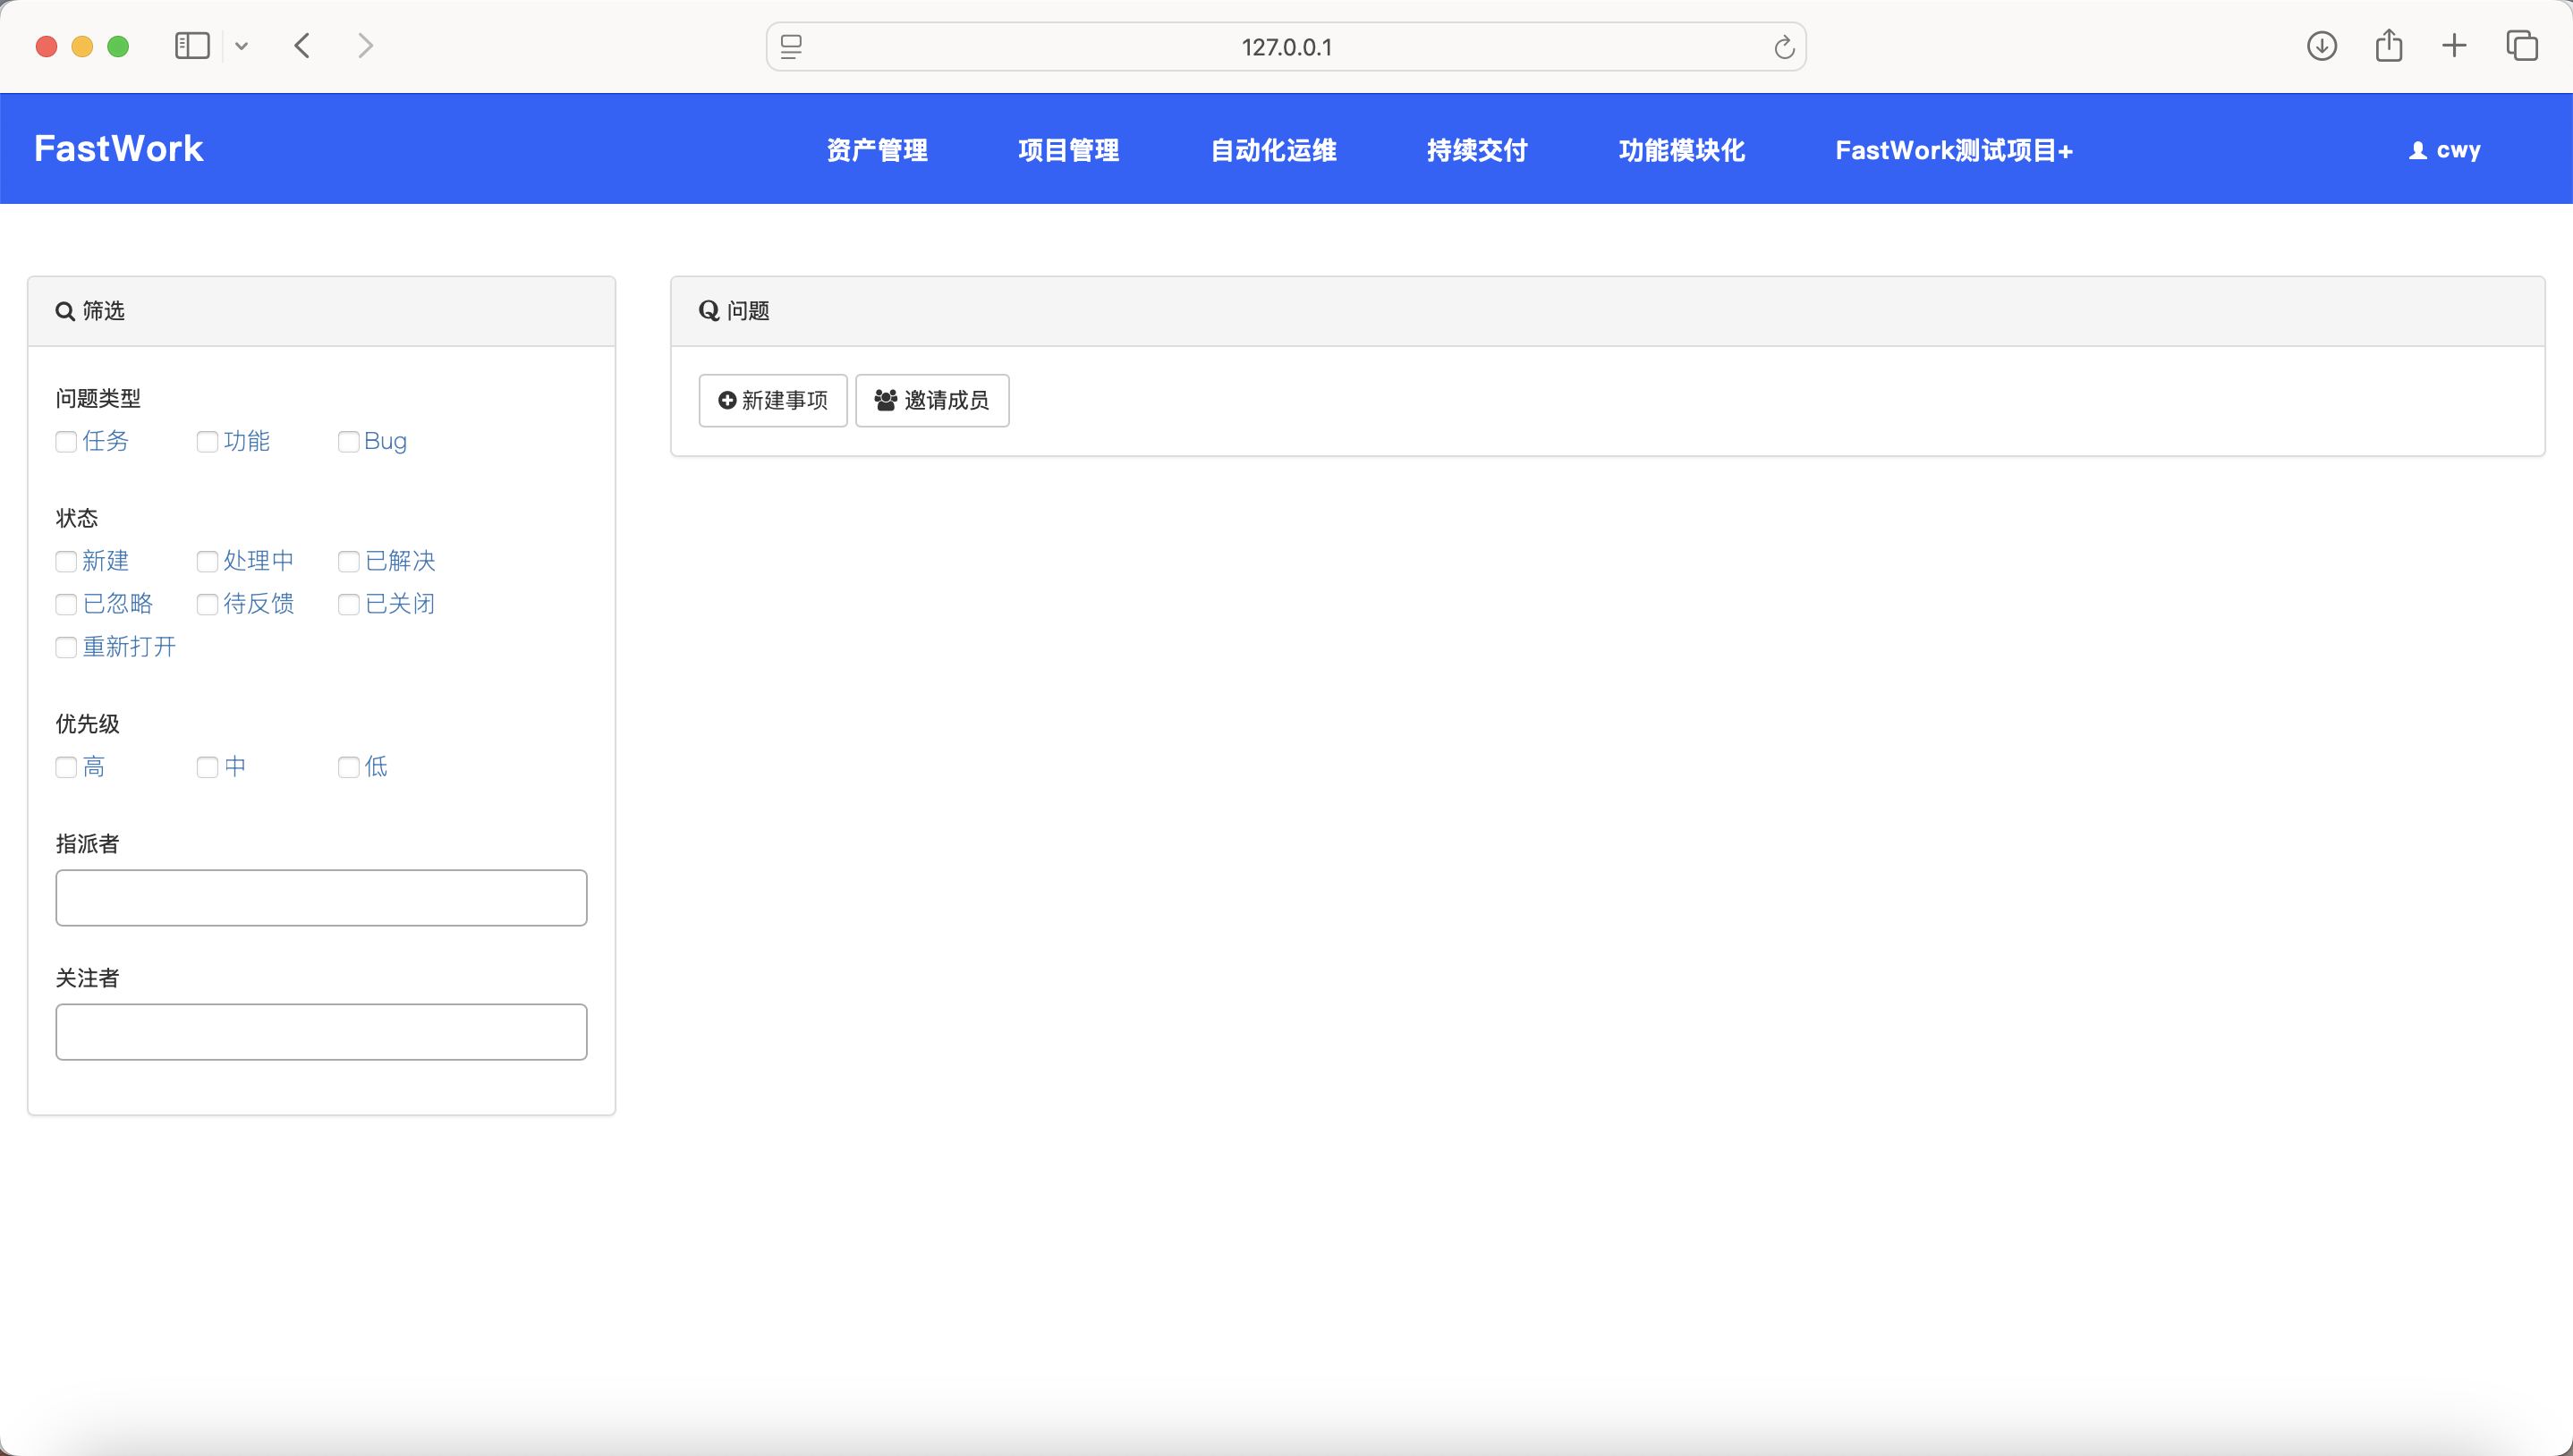 127.0.0.1
FastWork
资产管理 项目管理 自动化运维 持续交付 功能模块化 FastWork测试项目+ cwy
筛选
问题类型
任务 功能 Bug
状态
新建 处理中 已解决
已忽略 待反馈 已关闭
重新打开
优先级
高 中 低
指派者
关注者
Q 问题
新建事项 邀请成员